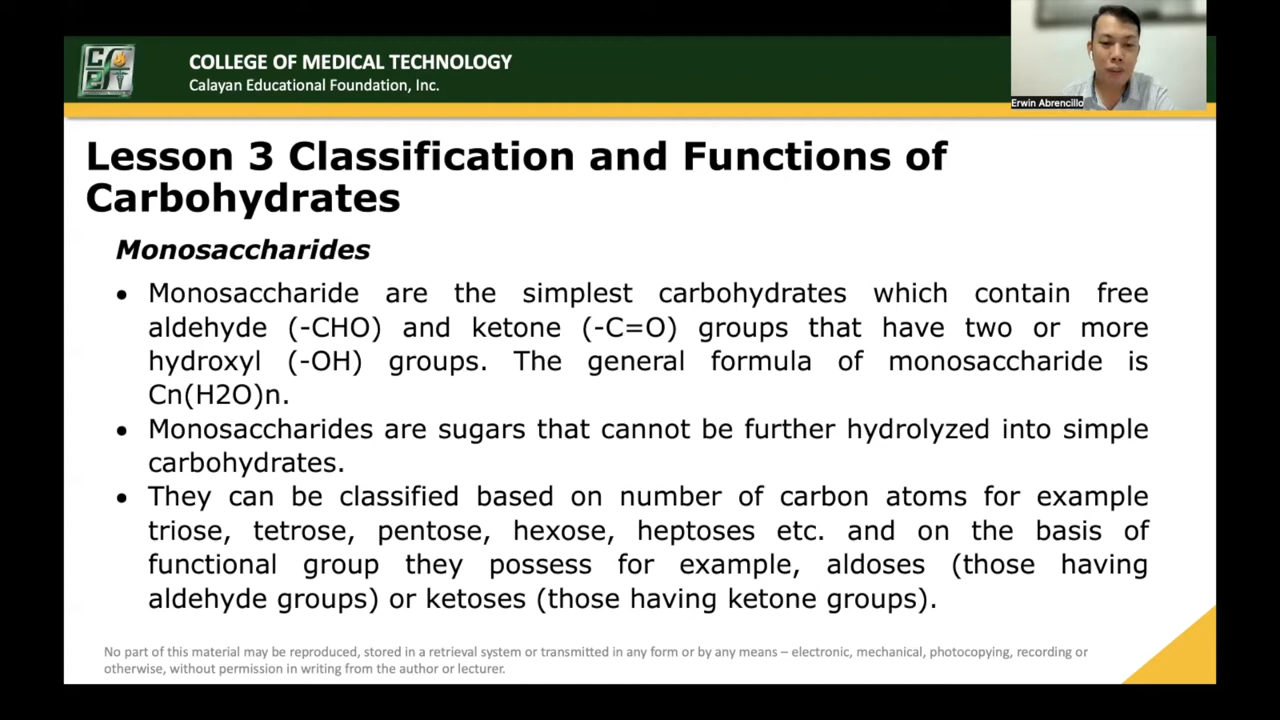 COLLEGE OF MEDICAL TECHNOLOGY
Calayan Educational Foundation, Inc.
Erwin Abrencillo
Lesson 3 Classification and Functions of
Carbohydrates
Monosaccharides
• Monosaccharide are the simplest carbohydrates which contain free
aldehyde (-CHO) and ketone (-C=O) groups that have two or more
hydroxyl (-OH) groups. The general formula of monosaccharide is
Cn(H2O)n.
• Monosaccharides are sugars that cannot be further hydrolyzed into simple
carbohydrates.
• They can be classified based on number of carbon atoms for example
triose, tetrose, pentose, hexose, heptoses etc. and on the basis of
functional group they possess for example, aldoses (those having
aldehyde groups) or ketoses (those having ketone groups).
No part of this material may be reproduced, stored in a retrieval system or transmitted in any form or by any means – electronic, mechanical, photocopying, recording or
otherwise, without permission in writing from the author or lecturer.